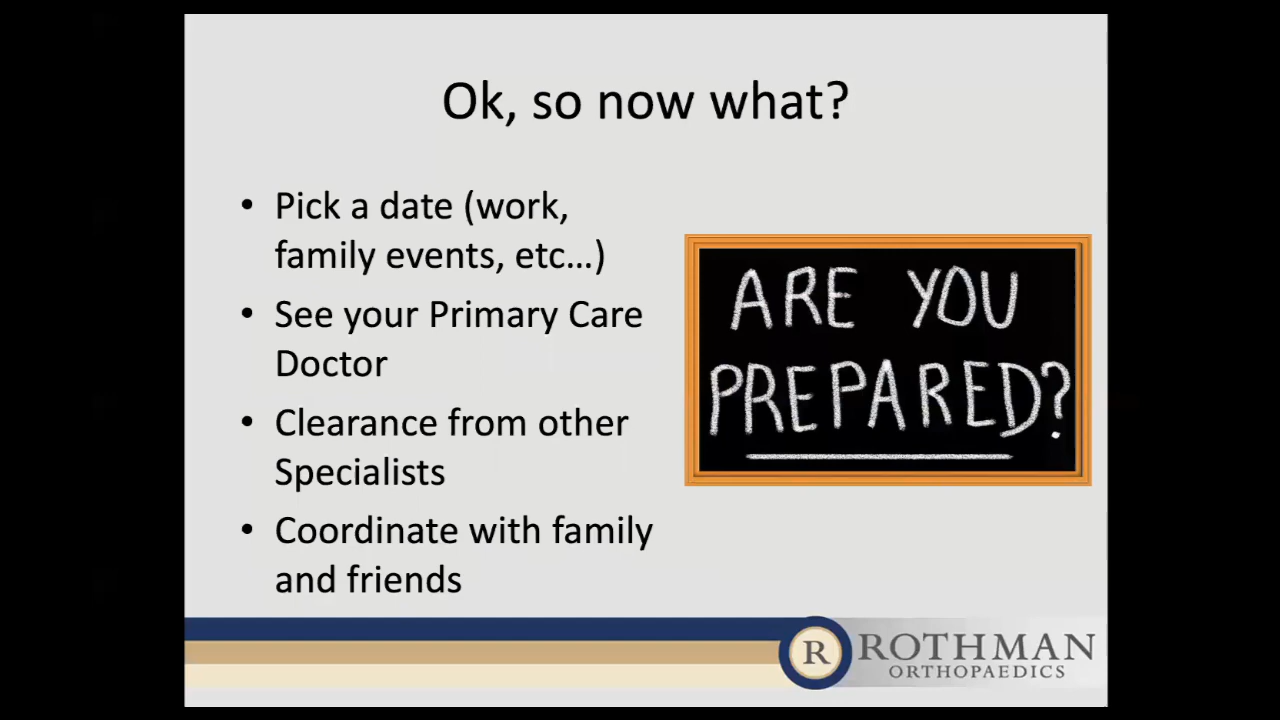 Ok, so now what?
• Pick a date (work,
family events, etc…)
• See your Primary Care
Doctor
• Clearance from other
Specialists
• Coordinate with family
and friends
ARE YOU
PREPARED?
R ROTHMAN
ORTHOPAEDICS